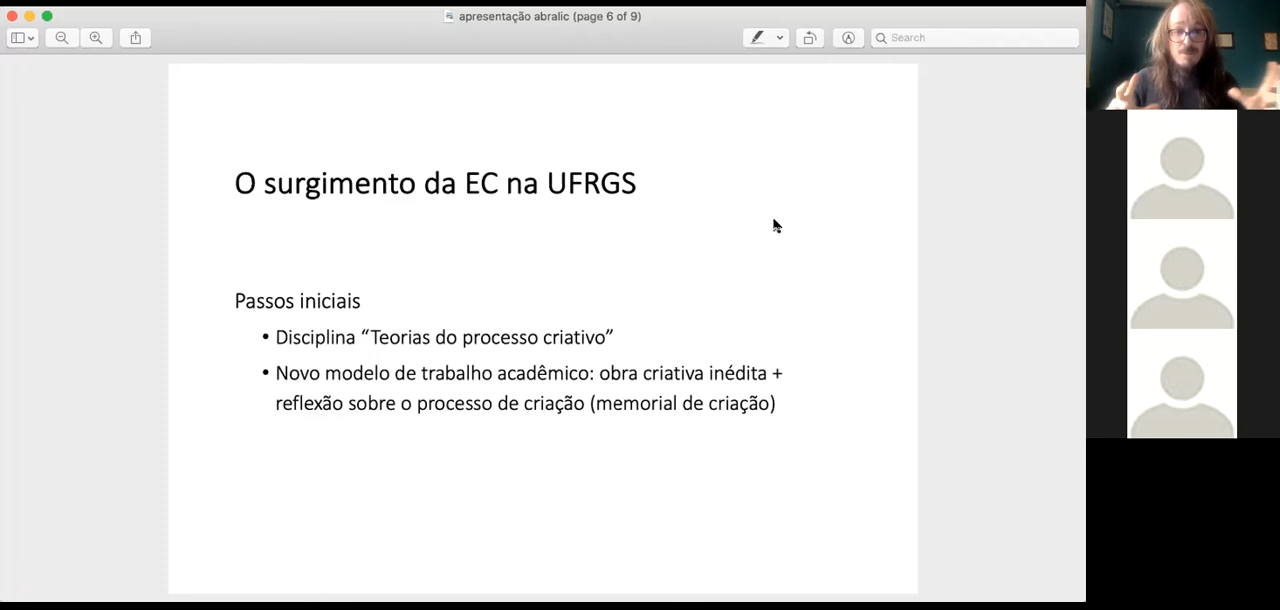 apresentação abralic (page 6 of 9)
Search
O surgimento da EC na UFRGS
Passos iniciais
• Disciplina “Teorias do processo criativo”
• Novo modelo de trabalho acadêmico: obra criativa inédita +
reflexão sobre o processo de criação (memorial de criação)